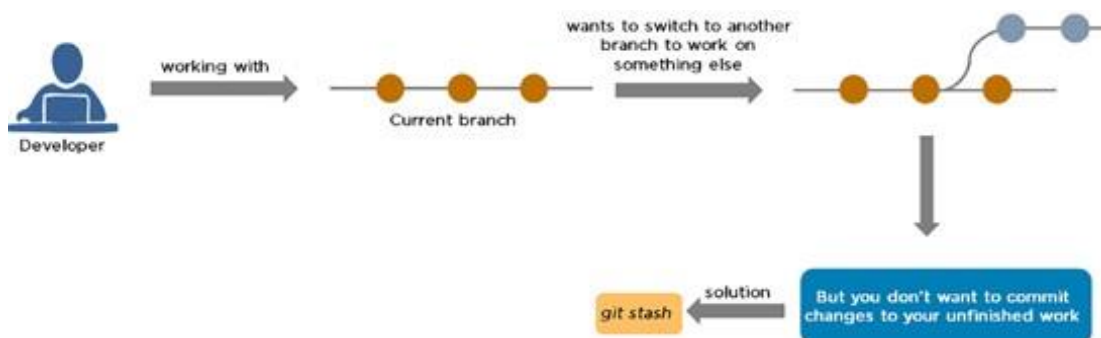 Developer
working with
Current branch
wants to switch to another
branch to work on
something else
But you don't want to commit
changes to your unfinished work
solution
git stash